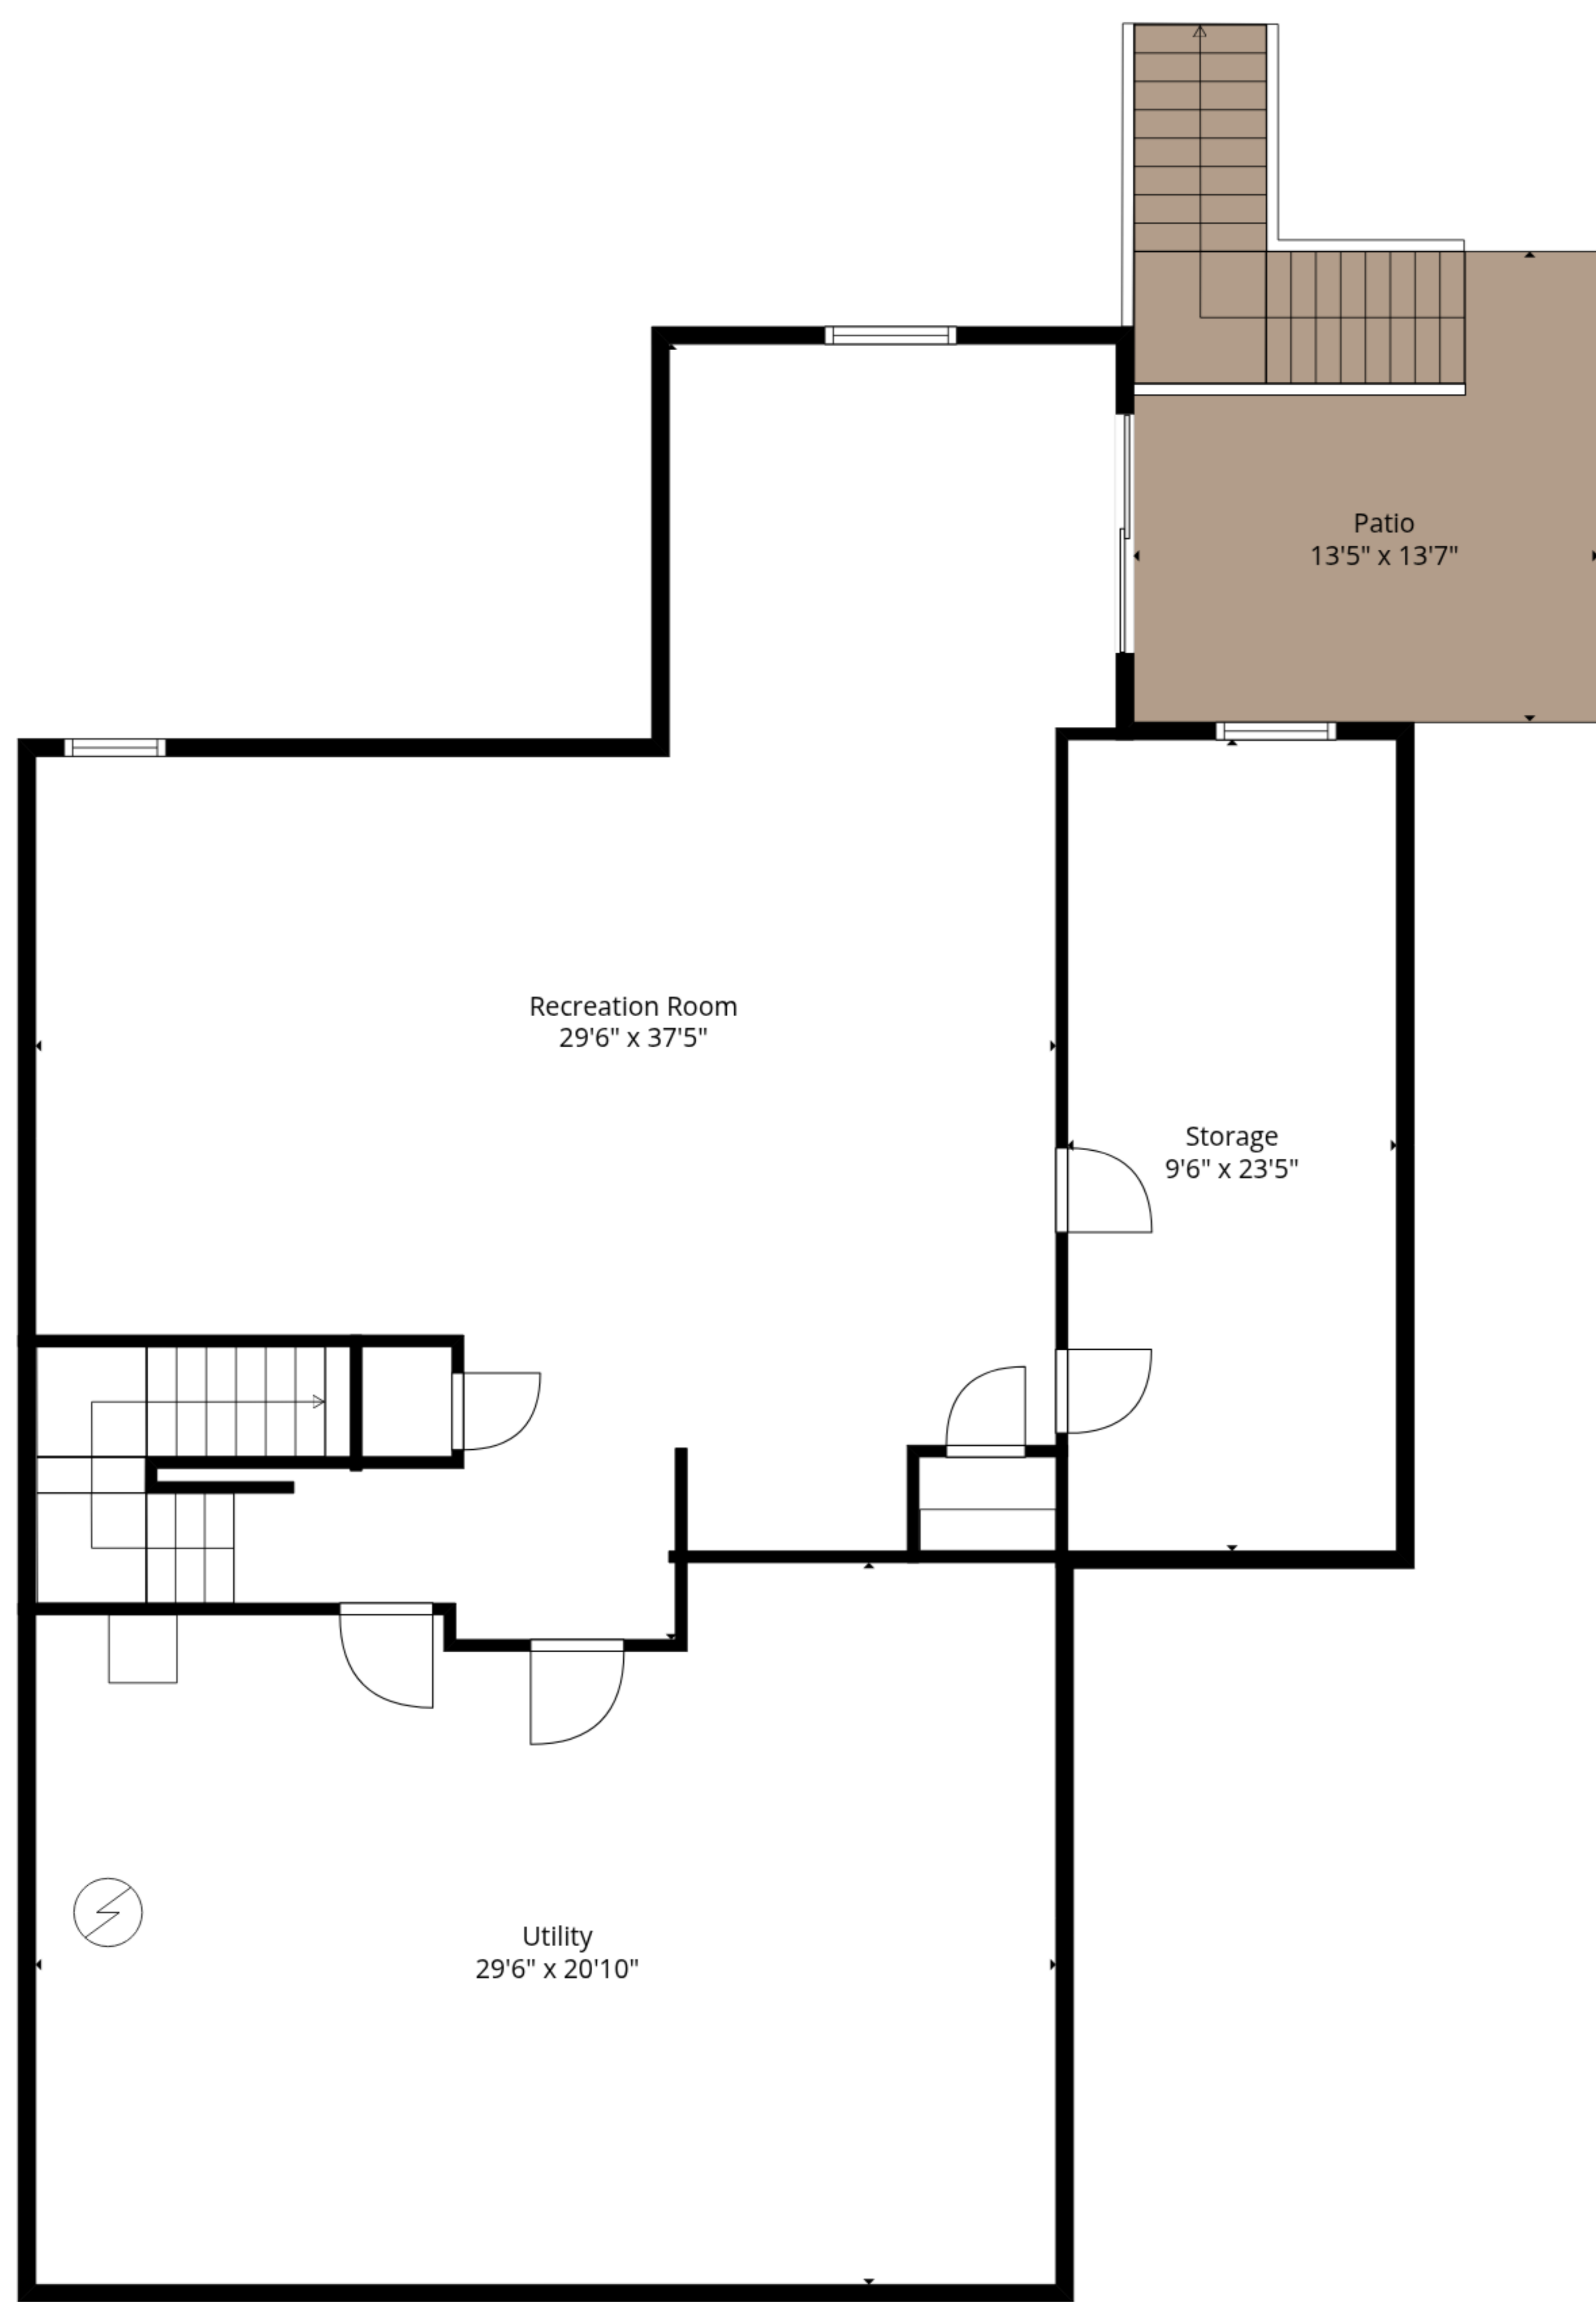 Patio
13'5" x 13'7"
Recreation Room
29'6" x 37'5"
Storage
9'6" x 23'5"
Utility
29'6" x 20'10"